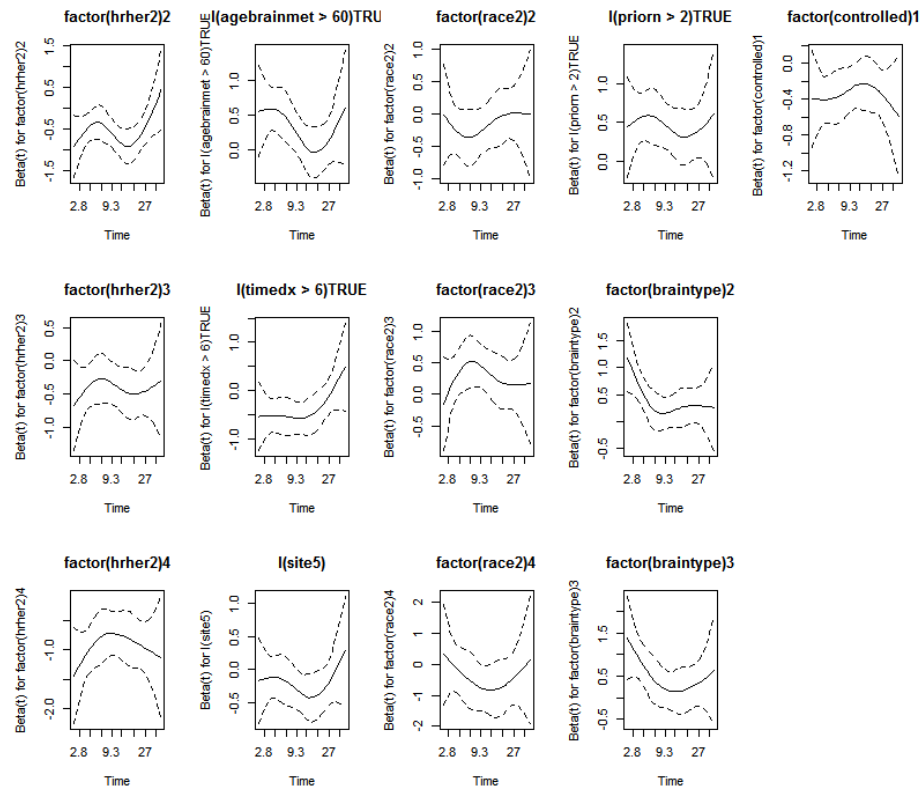 factor(hrher2)2
Beta(t) for factor(hrher2)2
1.5
0.5
-0.5
-1.5
2.8 9.3 27
Time
I(agebrainmet > 60)TRUE
Beta(t) for I(agebrainmet > 60)TRUE
1.0
0.5
0.0
2.8 9.3 27
Time
factor(race2)2
Beta(t) for factor(race2)2
1.0
0.5
0.0
-0.5
-1.0
2.8 9.3 27
Time
I(priorn > 2)TRUE
Beta(t) for I(priorn > 2)TRUE
1.0
0.5
0.0
2.8 9.3 27
Time
factor(controlled)1
Beta(t) for factor(controlled)1
0.0
-0.4
-0.8
-1.2
2.8 9.3 27
Time
factor(hrher2)3
Beta(t) for factor(hrher2)3
0.5
0.0
-0.5
-1.0
2.8 9.3 27
Time
I(timedx > 6)TRUE
Beta(t) for I(timedx > 6)TRUE
1.0
0.0
-1.0
2.8 9.3 27
Time
factor(race2)3
Beta(t) for factor(race2)3
1.0
0.5
0.0
-0.5
2.8 9.3 27
Time
factor(braintype)2
Beta(t) for factor(braintype)2
1.5
0.5
-0.5
2.8 9.3 27
Time
factor(hrher2)4
Beta(t) for factor(hrher2)4
-1.0
-2.0
2.8 9.3 27
Time
I(site5)
Beta(t) for I(site5)
1.0
0.5
0.0
-0.5
2.8 9.3 27
Time
factor(race2)4
Beta(t) for factor(race2)4
2
1
0
-1
-2
2.8 9.3 27
Time
factor(braintype)3
Beta(t) for factor(braintype)3
1.5
0.5
-0.5
2.8 9.3 27
Time